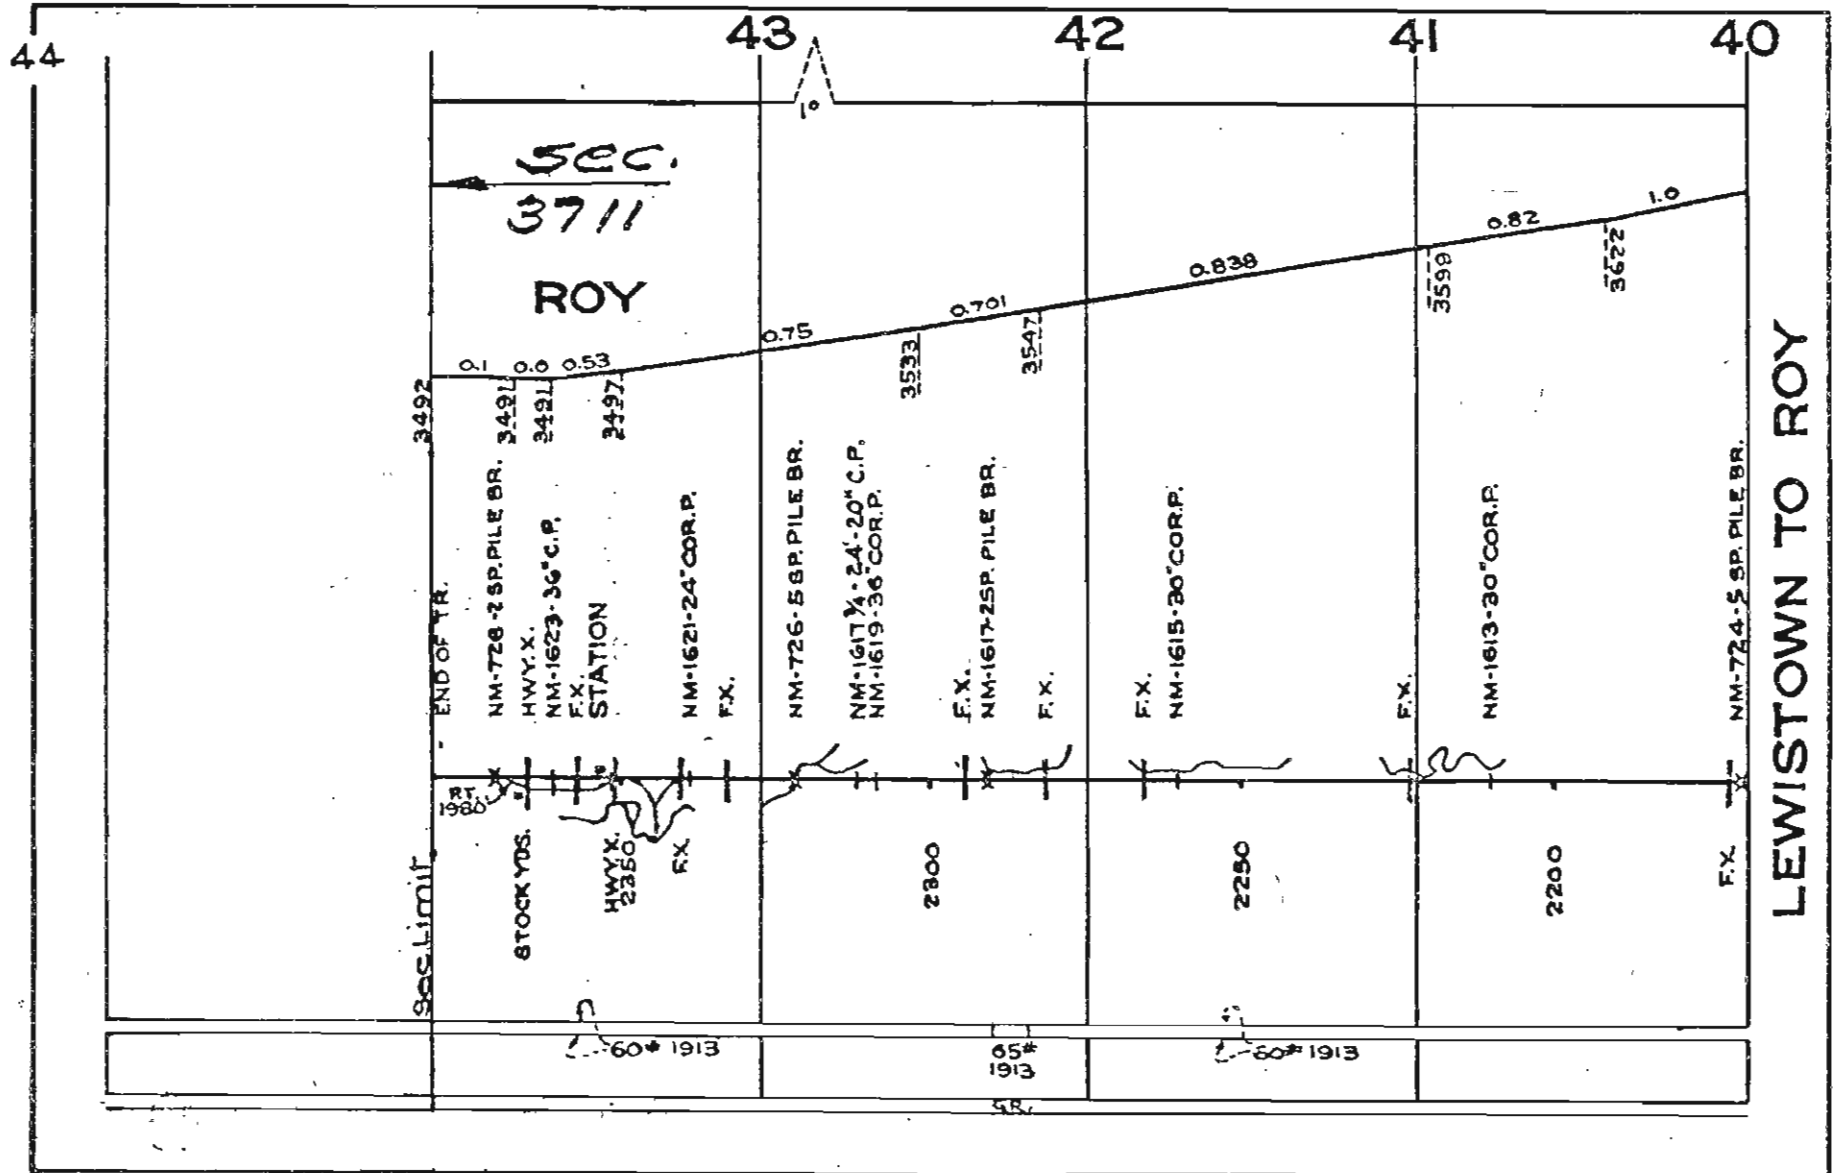 44
43
42
41
40
1°
Sec.
3711
ROY
0.1
0.0
0.53
0.75
0.701
0.838
0.82
1.0
3492
3491
3491
3497
3533
3547
3599
3622
END OF TR.
NM-728-2 SP. PILE BR.
HWY. X.
NM-1623-36" C.P.
F.X.
STATION
NM-1621-24" COR.P.
F.X.
NM-726-5 SP. PILE BR.
NM-1617¾-24'-20" C.P.
NM-1619-36" COR.P.
F.X.
NM-1617-2SP. PILE BR.
F.X.
F.X.
NM-1615-30" COR.P.
F.X.
NM-1613-30" COR.P.
NM-724-5 SP. PILE BR.
RT.
1980'
Sec Limit
STOCK YDS.
HWY. X.
2350
F.X.
2300
2250
2200
F.X.
60# 1913
65#
1913
60# 1913
G.R.
LEWISTOWN TO ROY